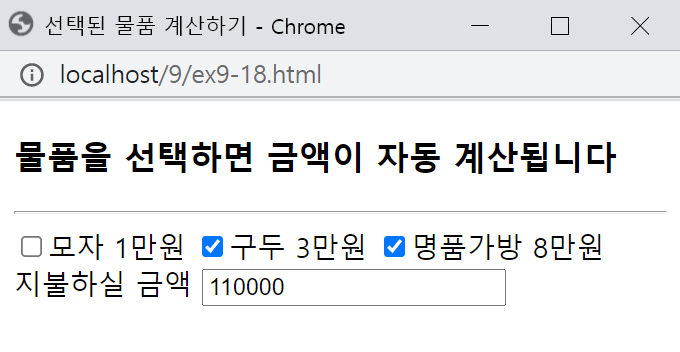 선택된 물품 계산하기 - Chrome
localhost/9/ex9-18.html
물품을 선택하면 금액이 자동 계산됩니다
모자 1만원 구두 3만원 명품가방 8만원
지불하실 금액 110000